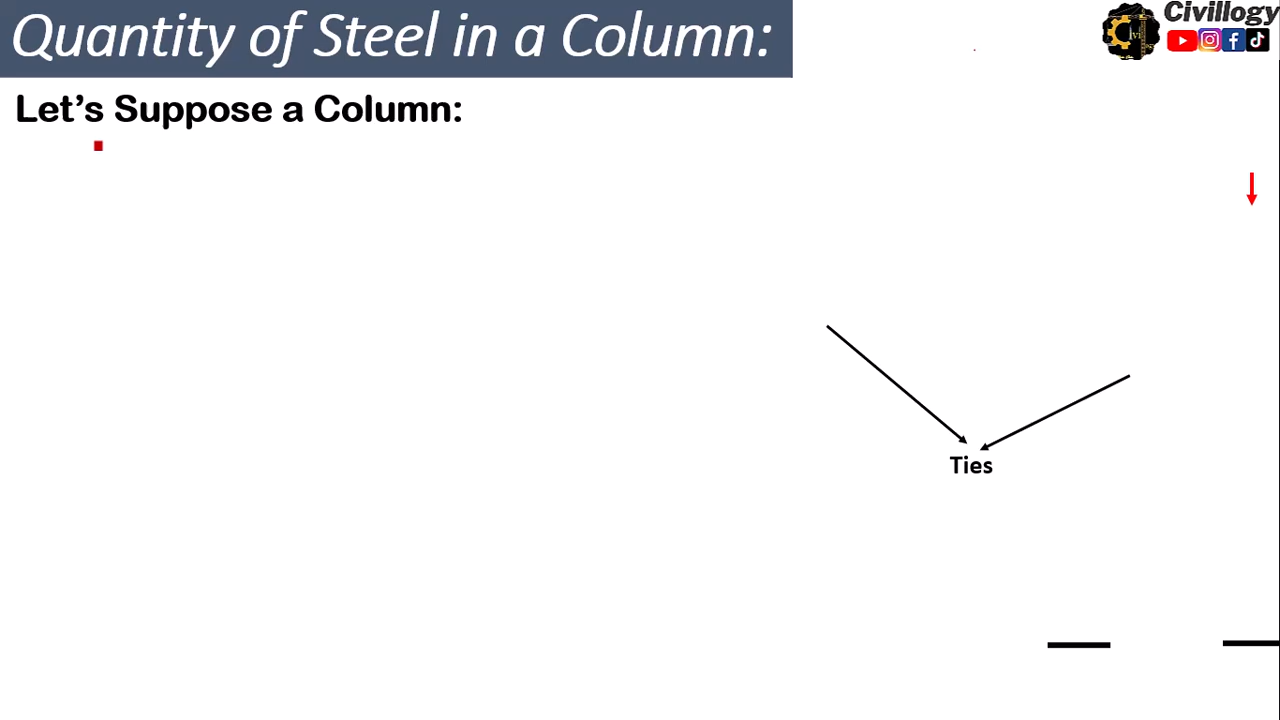 Quantity of Steel in a Column:
Civillogy
Let's Suppose a Column:
Ties